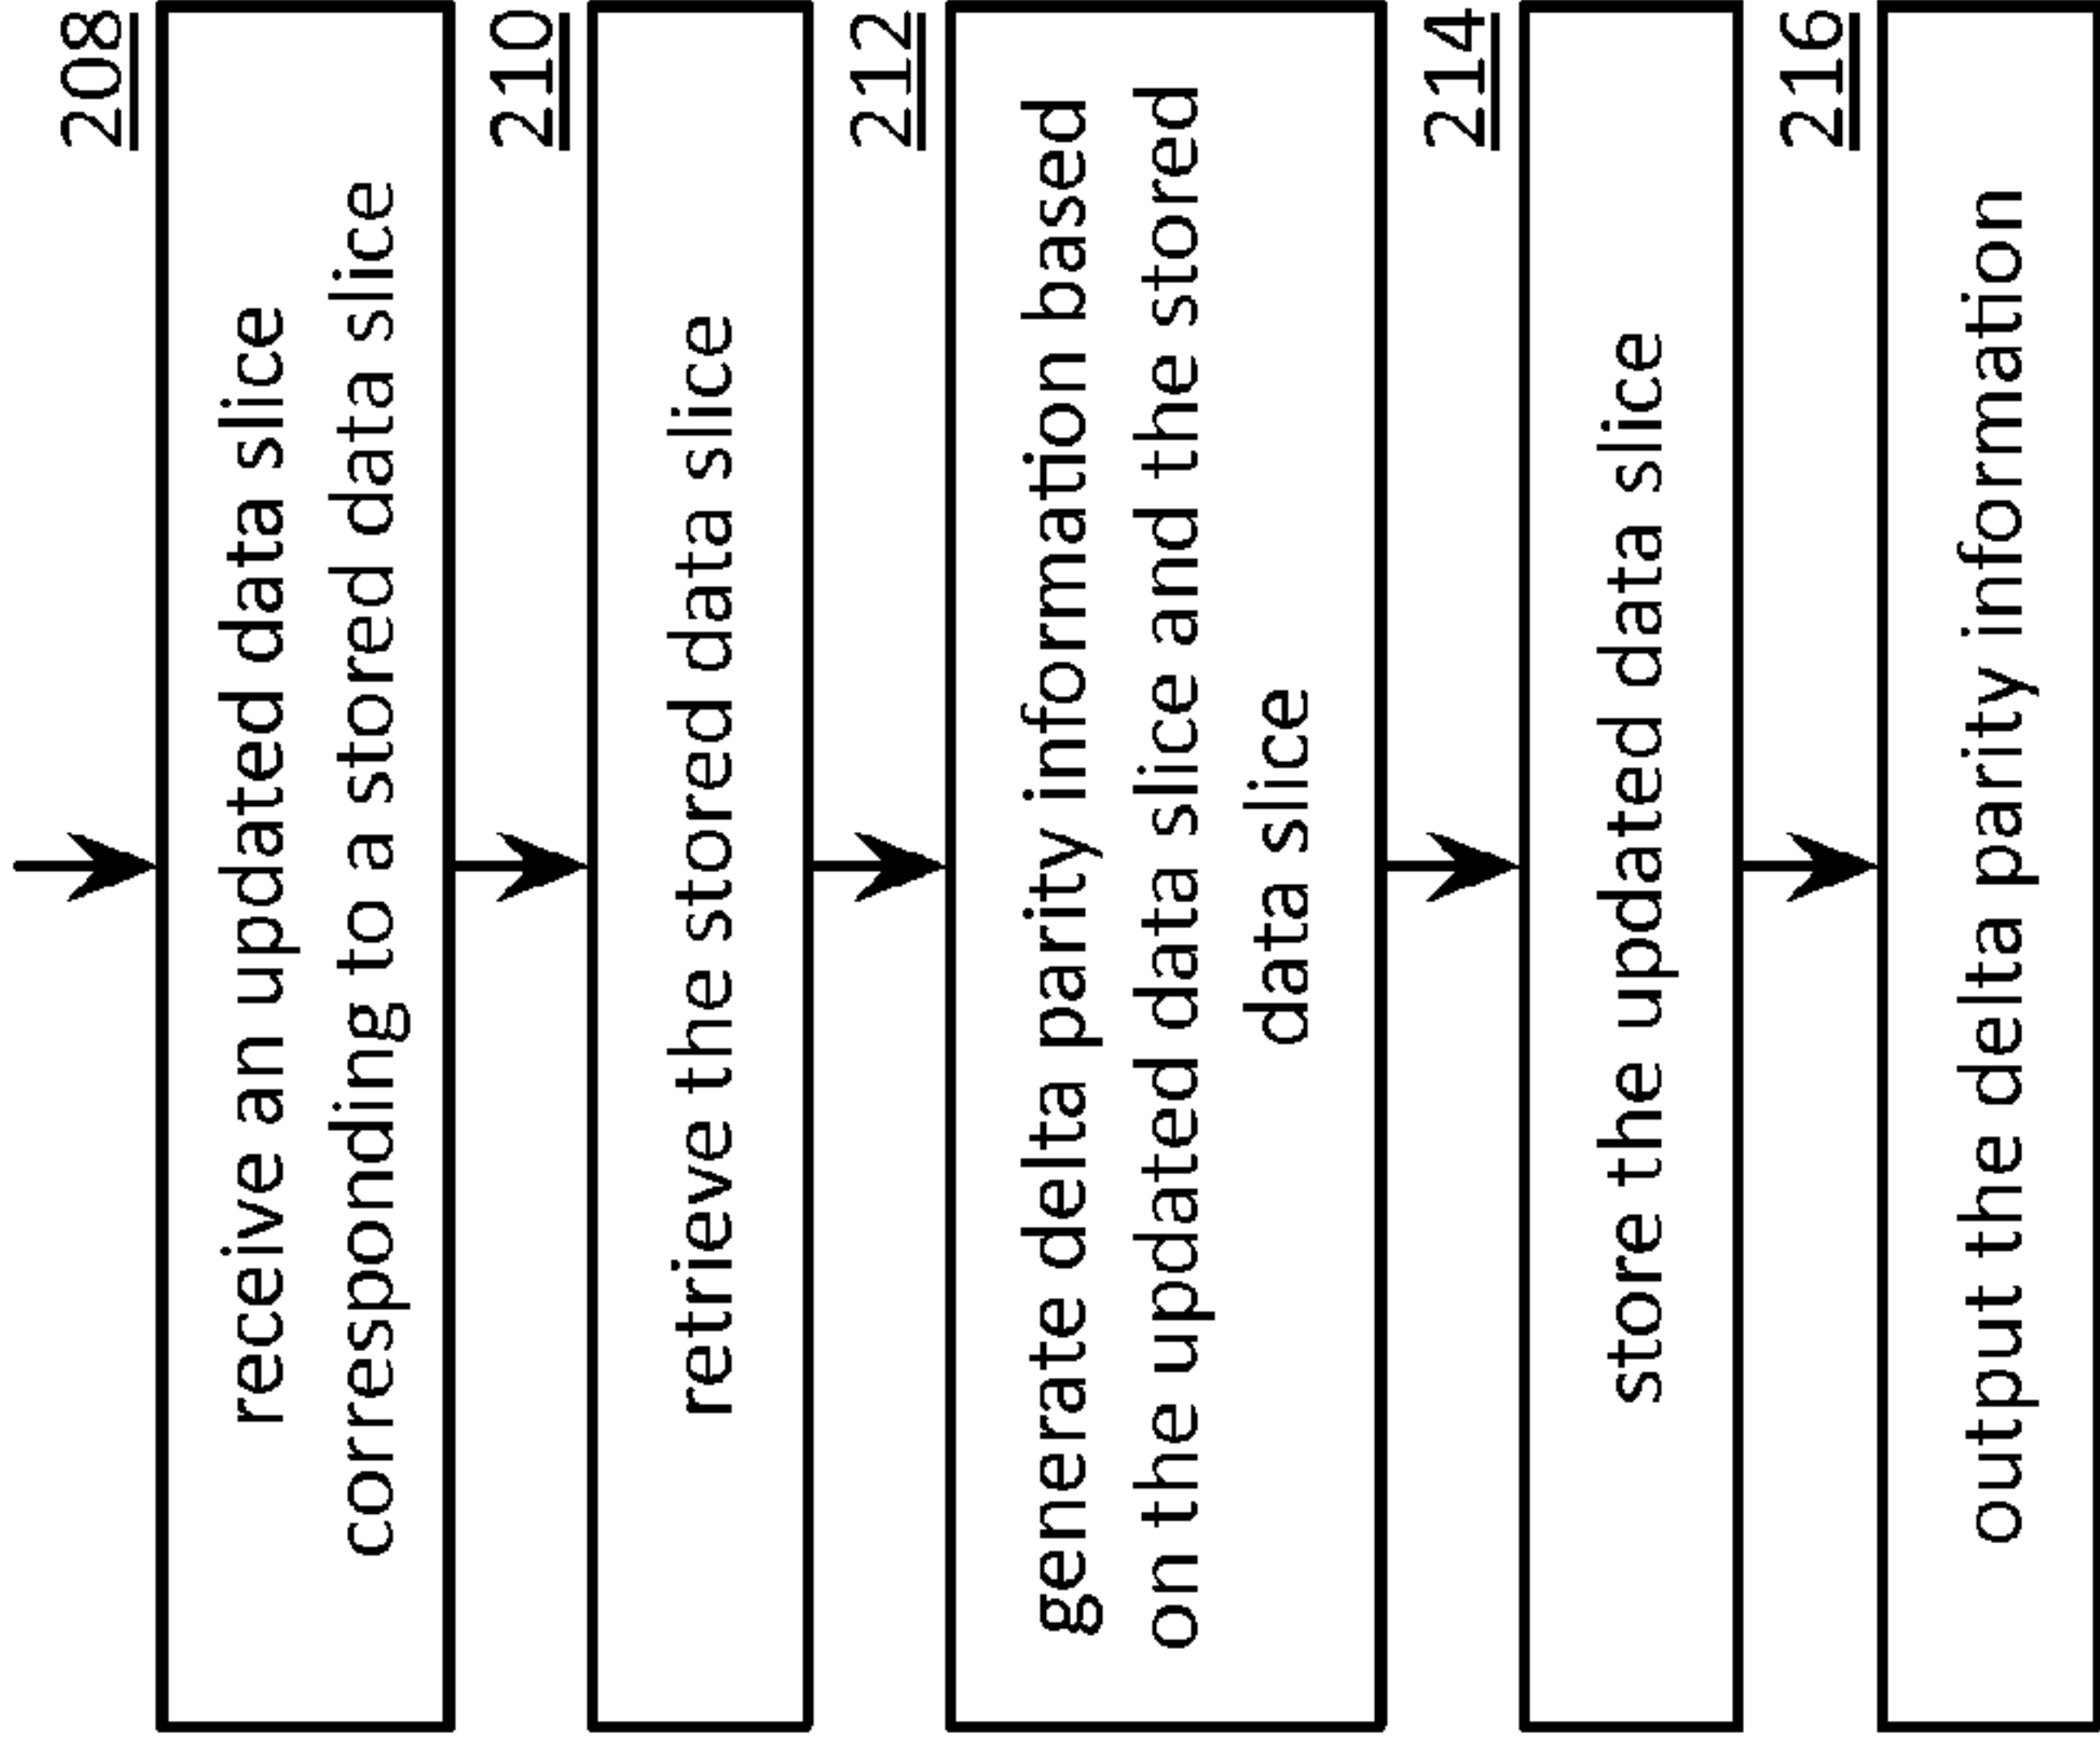 208
receive an updated data slice
corresponding to a stored data slice
210
retrieve the stored data slice
212
generate delta parity information based
on the updated data slice and the stored
data slice
214
store the updated data slice
216
output the delta parity information